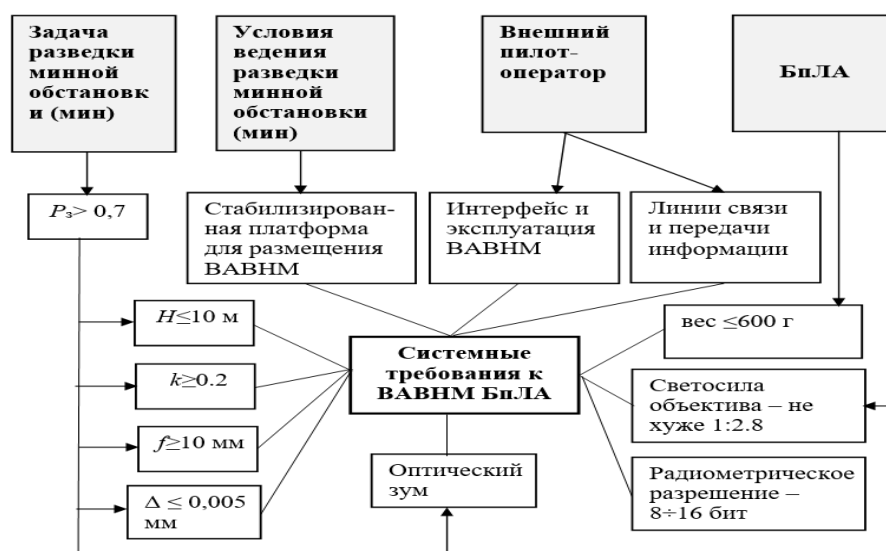 Задача
разведки
минной
обстановк
и (мин)
Условия
ведения
разведки
минной
обстановки
(мин)
Внешний
пилот-
оператор
БпЛА
Pз> 0,7
Стабилизирован-
ная платформа
для размещения
ВАВНМ
Интерфейс и
эксплуатация
ВАВНМ
Линии связи
и передачи
информации
H≤10 м
k≥0.2
f≥10 мм
Δ ≤ 0,005
мм
Системные
требования к
ВАВНМ БпЛА
Оптический
зум
вес ≤600 г
Светосила
объектива – не
хуже 1:2.8
Радиометрическое
разрешение –
8÷16 бит